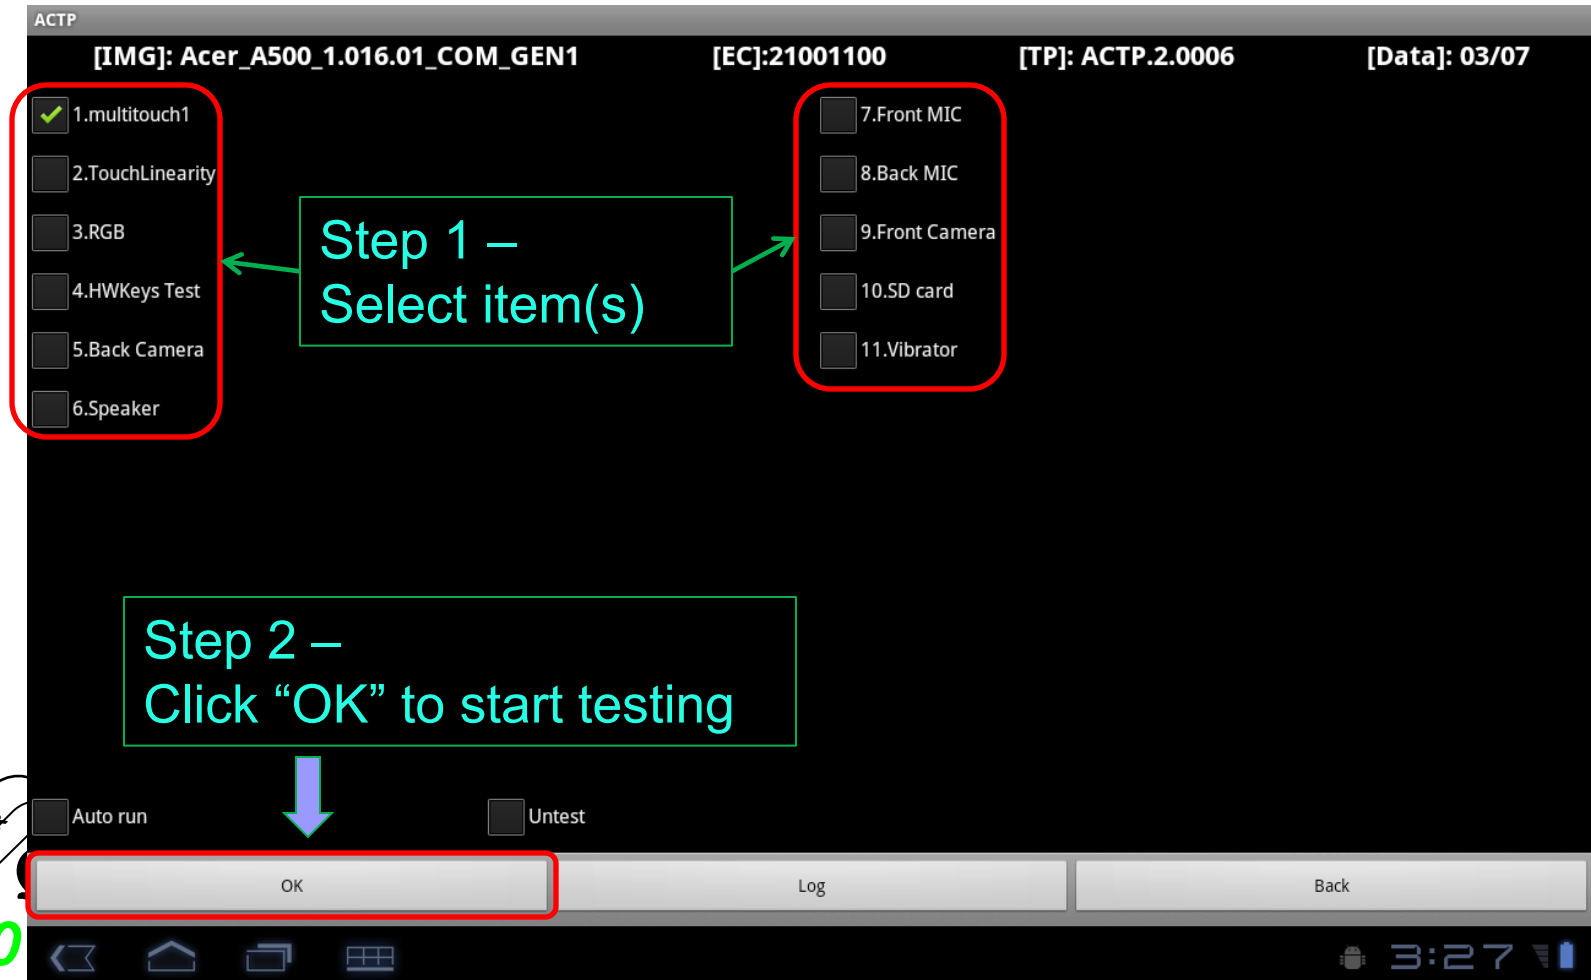 ACTP
[IMG]: Acer_A500_1.016.01_COM_GEN1 [EC]:21001100 [TP]: ACTP.2.0006 [Data]: 03/07
1.multitouch1
2.TouchLinearity
3.RGB
4.HWKeys Test
5.Back Camera
6.Speaker
Step 1 –
Select item(s)
7.Front MIC
8.Back MIC
9.Front Camera
10.SD card
11.Vibrator
Step 2 –
Click “OK” to start testing
Auto run
Untest
OK
Log
Back
3:27